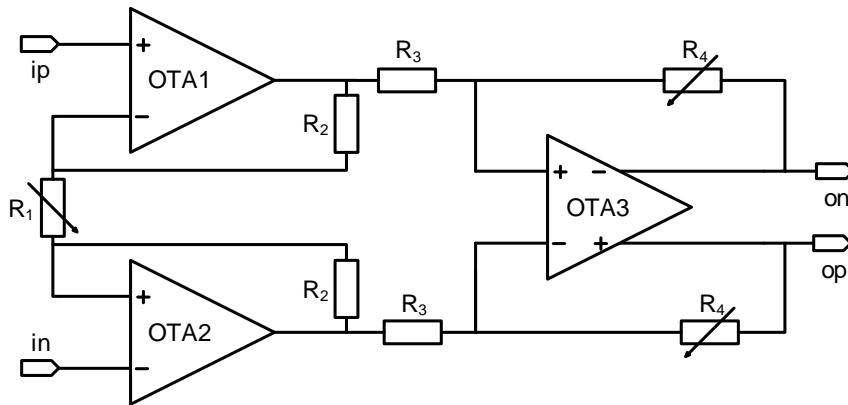 ip
+
OTA1
−
R2
R3
R4
R1
+
−
OTA3
−
+
on
op
R2
+
OTA2
−
in
R3
R4